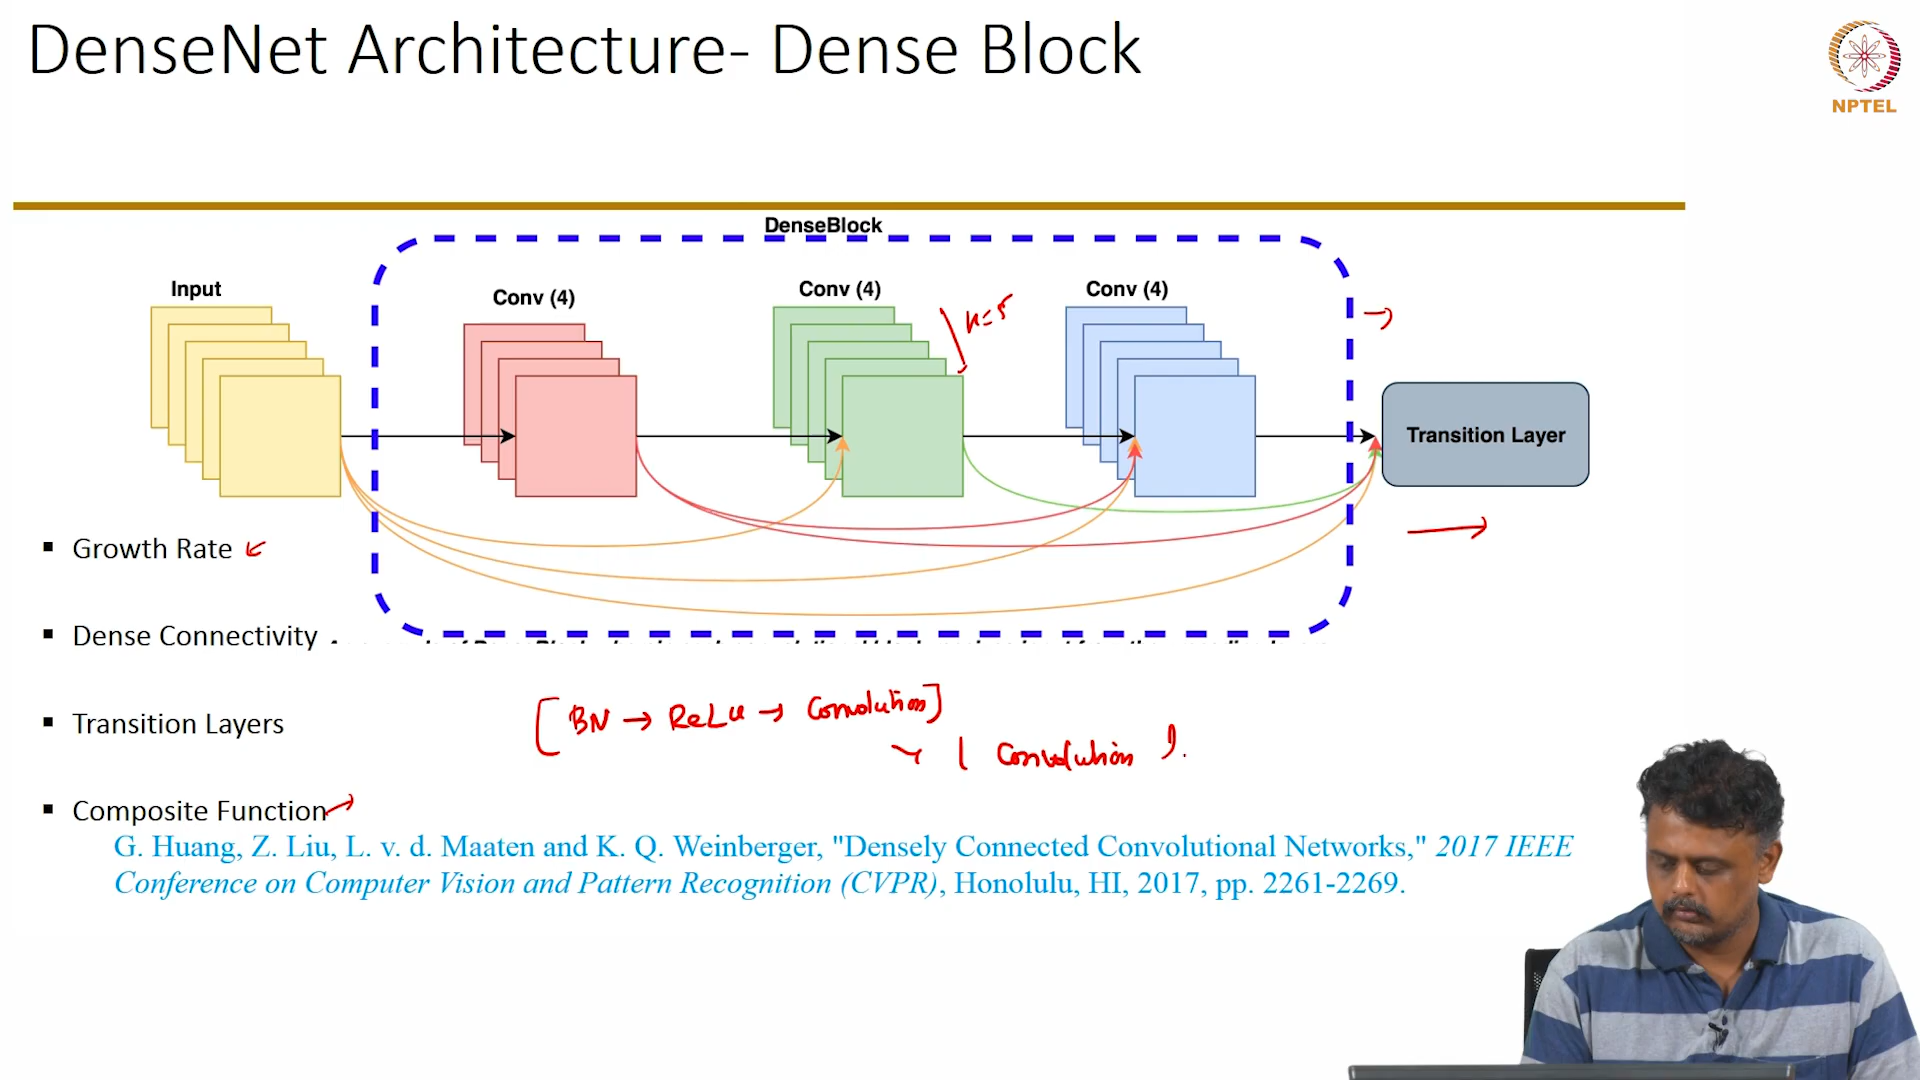 DenseNet Architecture- Dense Block
NPTEL
DenseBlock
Input
Conv (4)
Conv (4)
Conv (4)
k=5
Transition Layer
▪ Growth Rate
▪ Dense Connectivity
▪ Transition Layers
[BN → ReLU → Convolution]
( Convolution ).
▪ Composite Function
G. Huang, Z. Liu, L. v. d. Maaten and K. Q. Weinberger, "Densely Connected Convolutional Networks," 2017 IEEE
Conference on Computer Vision and Pattern Recognition (CVPR), Honolulu, HI, 2017, pp. 2261-2269.